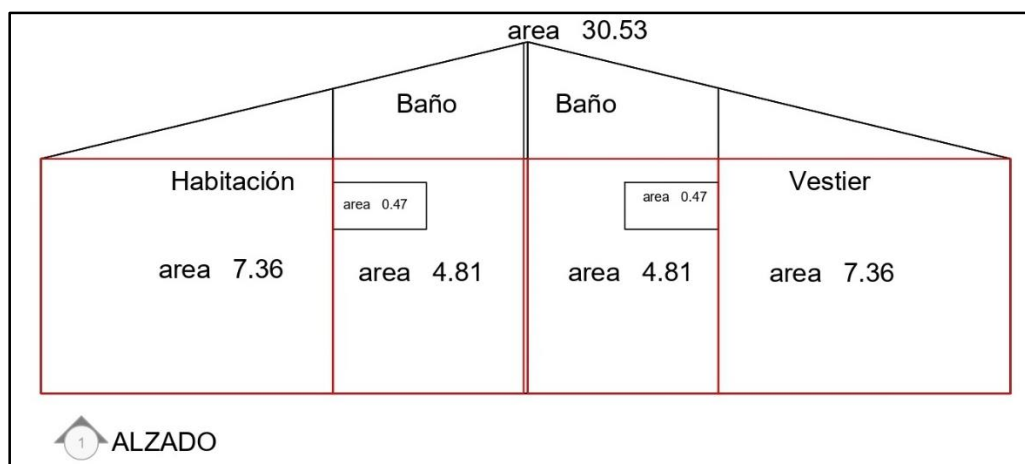 area 30.53
Baño
Baño
Habitación
Vestier
area 0.47
area 0.47
area 7.36
area 4.81
area 4.81
area 7.36
1 ALZADO